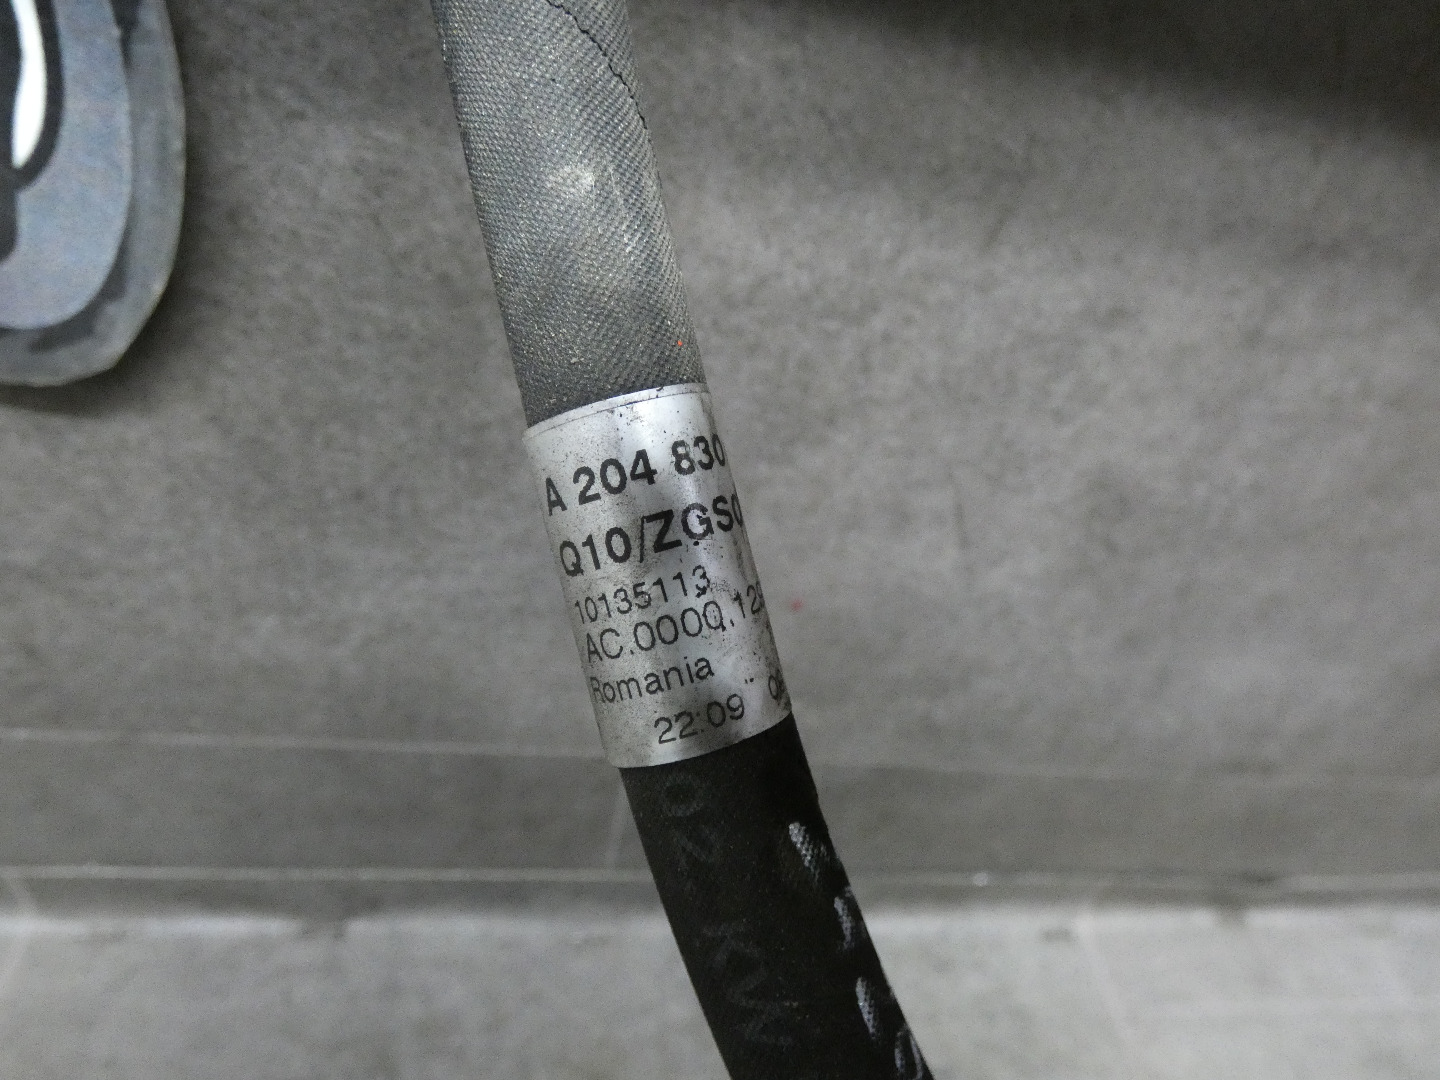 A 204 830
Q10/ZGS0
10135113
AC.0000.12
Romania
22:09